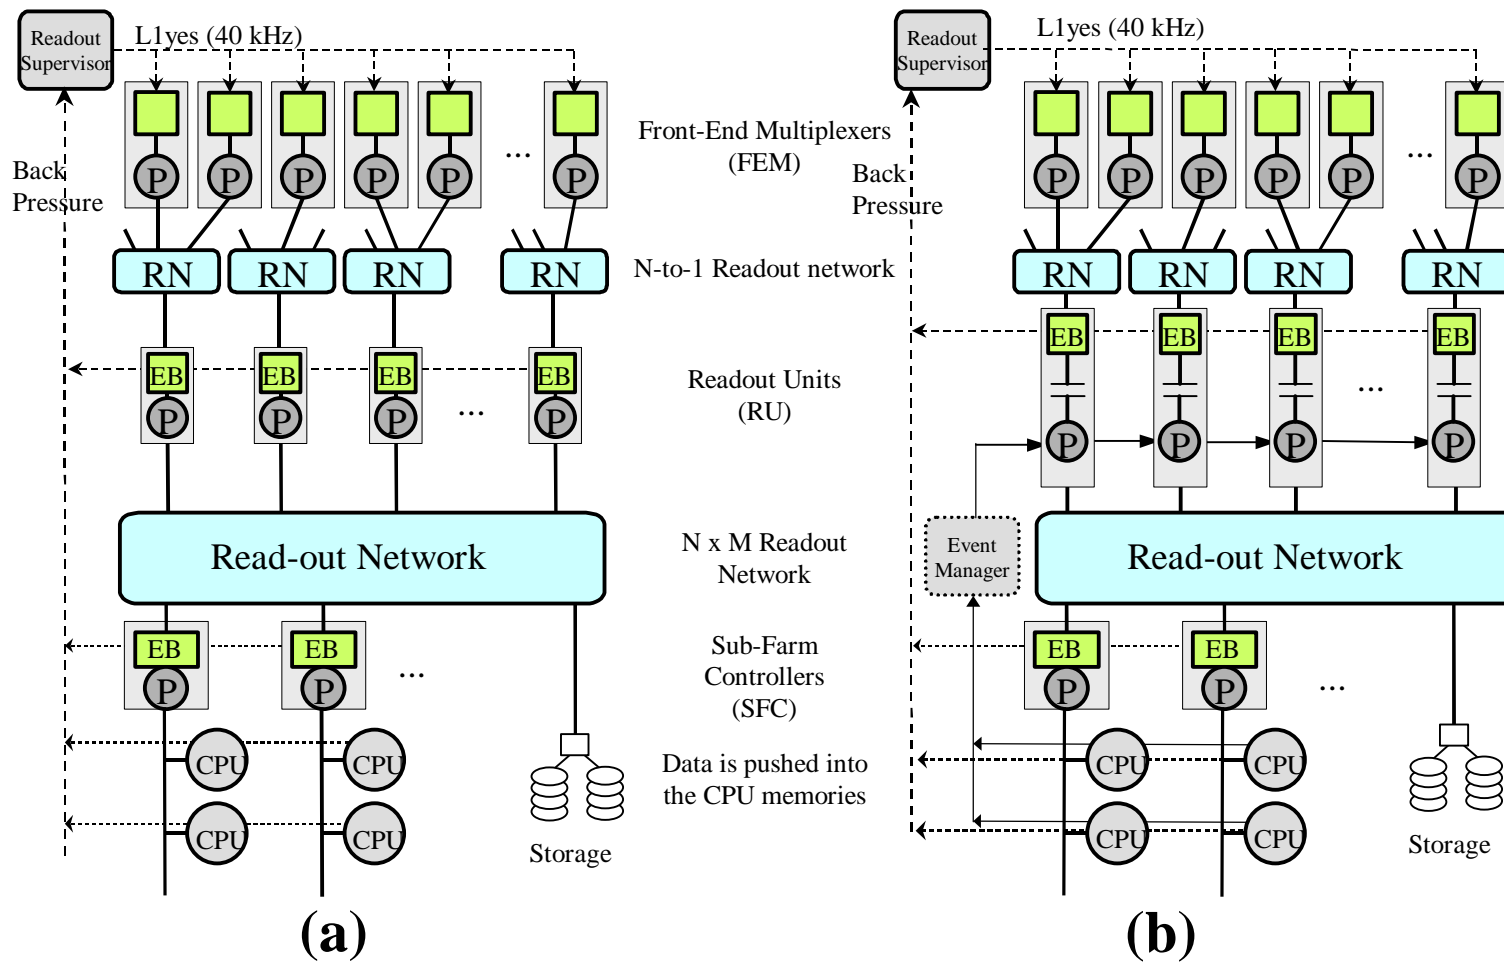 Readout
Supervisor
L1yes (40 kHz)
Back
Pressure
P
P
P
P
P
...
P
RN
RN
RN
RN
EB
EB
EB
EB
P
P
P
...
P
Read-out Network
EB
EB
P
P
...
CPU
CPU
CPU
CPU
Storage
(a)
Front-End Multiplexers
(FEM)
N-to-1 Readout network
Readout Units
(RU)
N x M Readout
Network
Sub-Farm
Controllers
(SFC)
Data is pushed into
the CPU memories
Readout
Supervisor
L1yes (40 kHz)
Back
Pressure
P
P
P
P
P
...
P
RN
RN
RN
RN
EB
EB
EB
EB
...
P
P
P
P
Event
Manager
Read-out Network
EB
EB
P
P
...
CPU
CPU
CPU
CPU
Storage
(b)